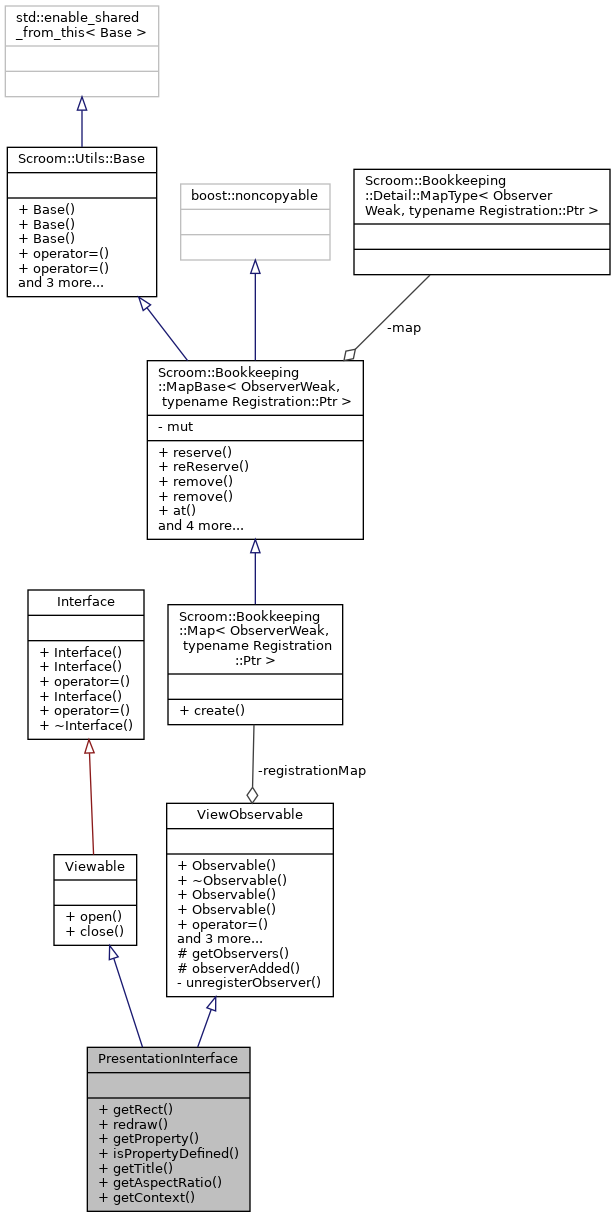 std::enable_shared
_from_this< Base >
Scroom::Utils::Base
+ Base()
+ Base()
+ Base()
+ operator=()
+ operator=()
and 3 more...
boost::noncopyable
Scroom::Bookkeeping
::Detail::MapType< Observer
Weak, typename Registration::Ptr >
-map
Scroom::Bookkeeping
::MapBase< ObserverWeak,
typename Registration::Ptr >
- mut
+ reserve()
+ reReserve()
+ remove()
+ remove()
+ at()
and 4 more...
Interface
+ Interface()
+ Interface()
+ operator=()
+ Interface()
+ operator=()
+ ~Interface()
Scroom::Bookkeeping
::Map< ObserverWeak,
typename Registration
::Ptr >
+ create()
-registrationMap
Viewable
+ open()
+ close()
ViewObservable
+ Observable()
+ ~Observable()
+ Observable()
+ Observable()
+ operator=()
and 3 more...
# getObservers()
# observerAdded()
- unregisterObserver()
PresentationInterface
+ getRect()
+ redraw()
+ getProperty()
+ isPropertyDefined()
+ getTitle()
+ getAspectRatio()
+ getContext()